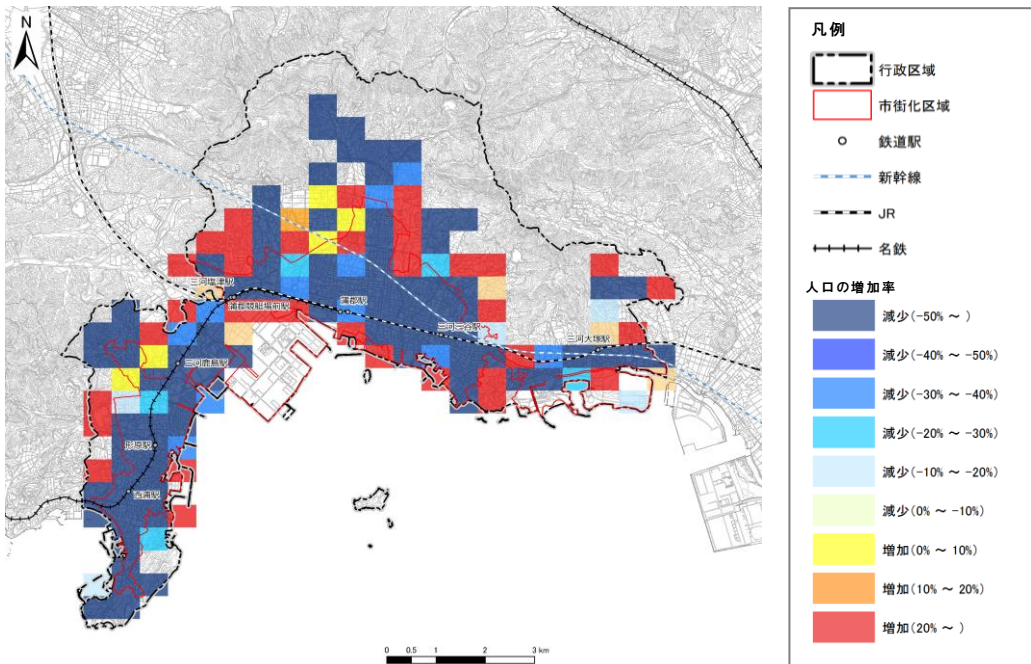 N
三河塩津駅
蒲郡競艇場前駅
蒲郡駅
三河三谷駅
三河大塚駅
三河鹿島駅
形原駅
西浦駅
0 0.5 1 2 3 km
凡例
行政区域
市街化区域
鉄道駅
新幹線
JR
名鉄
人口の増加率
減少(-50% ~ )
減少(-40% ~ -50%)
減少(-30% ~ -40%)
減少(-20% ~ -30%)
減少(-10% ~ -20%)
減少(0% ~ -10%)
増加(0% ~ 10%)
増加(10% ~ 20%)
増加(20% ~ )